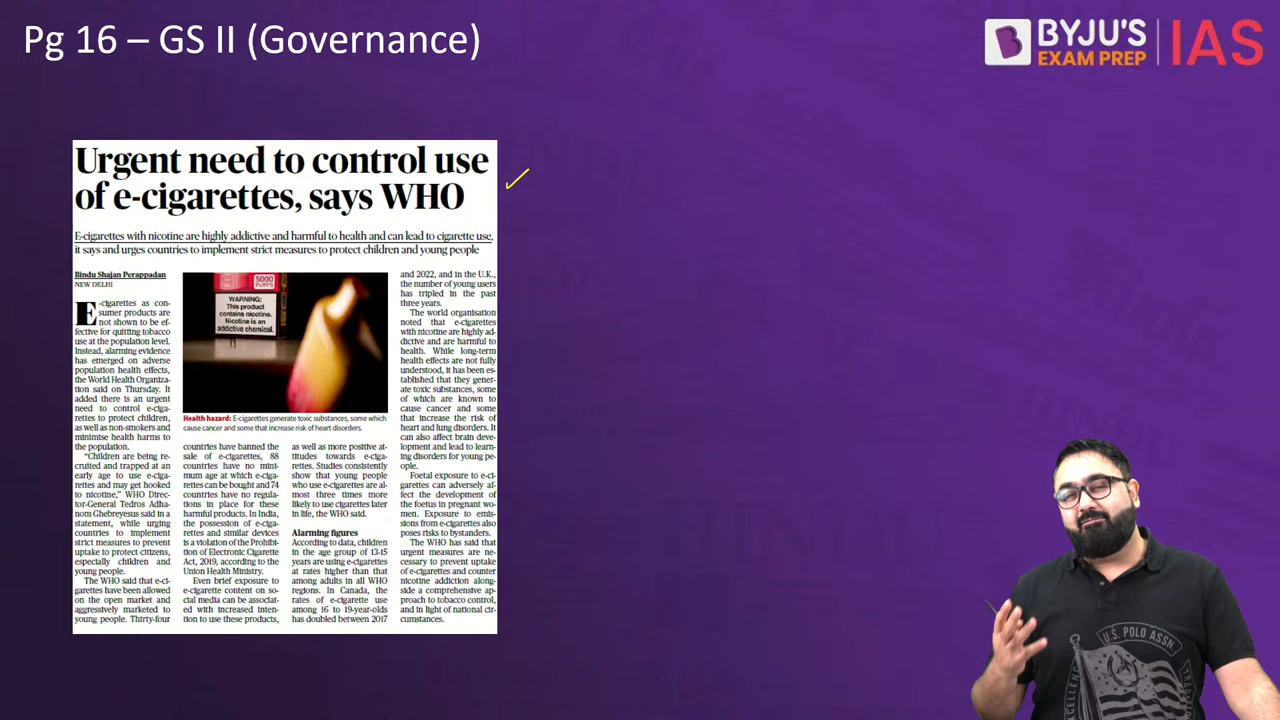 Pg 16 – GS II (Governance)
BYJU'S
EXAM PREP
IAS
Urgent need to control use
of e-cigarettes, says WHO
E-cigarettes with nicotine are highly addictive and harmful to health and can lead to cigarette use,
it says and urges countries to implement strict measures to protect children and young people
Bindu Shajan Perappadan
NEW DELHI
E-cigarettes as con-
sumer products are
not shown to be ef-
fective for quitting tobacco
use at the population level.
Instead, alarming evidence
has emerged on adverse
population health effects,
the World Health Organiza-
tion said on Thursday. It
added there is an urgent
need to control e-ciga-
rettes to protect children,
as well as non-smokers and
minimise health harms to
the population.
"Children are being re-
cruited and trapped at an
early age to use e-ciga-
rettes and may get hooked
to nicotine," WHO Direc-
tor-General Tedros Adha-
nom Ghebreyesus said in a
statement, while urging
countries to implement
strict measures to prevent
uptake to protect citizens,
especially children and
young people.
The WHO said that e-ci-
garettes have been allowed
on the open market and
aggressively marketed to
young people. Thirty-four
5000
PUFFS
WARNING:
This product
contains nicotine.
Nicotine is an
addictive chemical.
Health hazard: E-cigarettes generate toxic substances, some which
cause cancer and some that increase risk of heart disorders.
countries have banned the
sale of e-cigarettes, 88
countries have no mini-
mum age at which e-ciga-
rettes can be bought and 74
countries have no regula-
tions in place for these
harmful products. In India,
the possession of e-ciga-
rettes and similar devices
is a violation of the Prohibi-
tion of Electronic Cigarette
Act, 2019, according to the
Union Health Ministry.
Even brief exposure to
e-cigarette content on so-
cial media can be associat-
ed with increased inten-
tion to use these products,
as well as more positive at-
titudes towards e-ciga-
rettes. Studies consistently
show that young people
who use e-cigarettes are al-
most three times more
likely to use cigarettes later
in life, the WHO said.
Alarming figures
According to data, children
in the age group of 13-15
years are using e-cigarettes
at rates higher than that
among adults in all WHO
regions. In Canada, the
rates of e-cigarette use
among 16 to 19-year-olds
has doubled between 2017
and 2022, and in the U.K.,
the number of young users
has tripled in the past
three years.
The world organisation
noted that e-cigarettes
with nicotine are highly ad-
dictive and are harmful to
health. While long-term
health effects are not fully
understood, it has been es-
tablished that they gener-
ate toxic substances, some
of which are known to
cause cancer and some
that increase the risk of
heart and lung disorders. It
can also affect brain deve-
lopment and lead to learn-
ing disorders for young pe-
ople.
Foetal exposure to e-ci-
garettes can adversely af-
fect the development of
the foetus in pregnant wo-
men. Exposure to emis-
sions from e-cigarettes also
poses risks to bystanders.
The WHO has said that
urgent measures are ne-
cessary to prevent uptake
of e-cigarettes and counter
nicotine addiction along-
side a comprehensive ap-
proach to tobacco control,
and in light of national cir-
cumstances.
U.S. POLO ASSN.